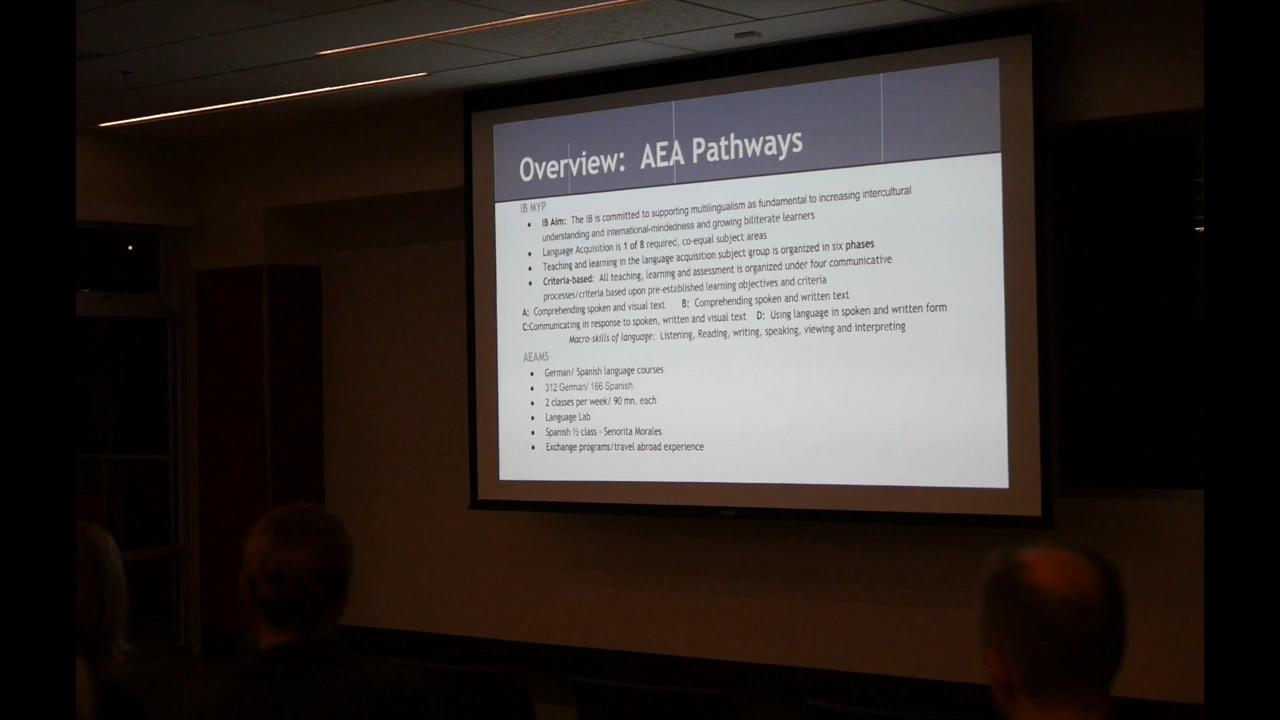 Overview: AEA Pathways
IB MYP
• IB Aim: The IB is committed to supporting multilingualism as fundamental to increasing intercultural
understanding and international-mindedness and growing biliterate learners
• Language Acquisition is 1 of 8 required, co-equal subject areas
• Teaching and learning in the language acquisition subject group is organized in six phases
• Criteria-based: All teaching, learning and assessment is organized under four communicative
processes/criteria based upon pre-established learning objectives and criteria
A: Comprehending spoken and visual text B: Comprehending spoken and written text
C:Communicating in response to spoken, written and visual text D: Using language in spoken and written form
Macro-skills of language: Listening, Reading, writing, speaking, viewing and interpreting
AEAMS
• German/ Spanish language courses
• 312 German/ 166 Spanish
• 2 classes per week/ 90 mn. each
• Language Lab
• Spanish ½ class - Senorita Morales
• Exchange programs/travel abroad experience